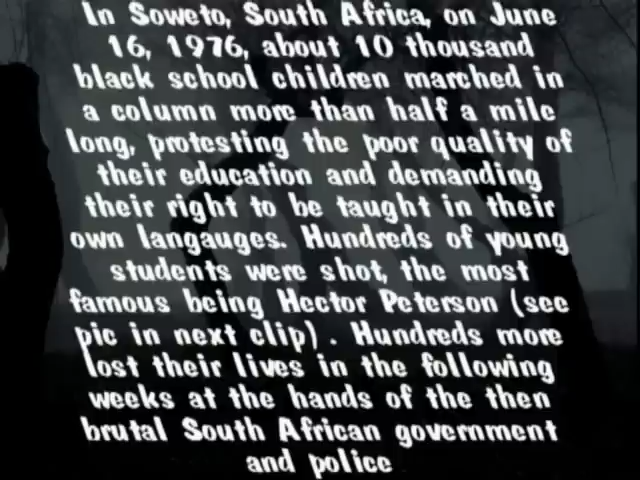 In Soweto, South Africa, on June
16, 1976, about 10 thousand
black school children marched in
a column more than half a mile
long, protesting the poor quality of
their education and demanding
their right to be taught in their
own langauges. Hundreds of young
students were shot, the most
famous being Hector Peterson (see
pic in next clip) . Hundreds more
lost their lives in the following
weeks at the hands of the then
brutal South African government
and police